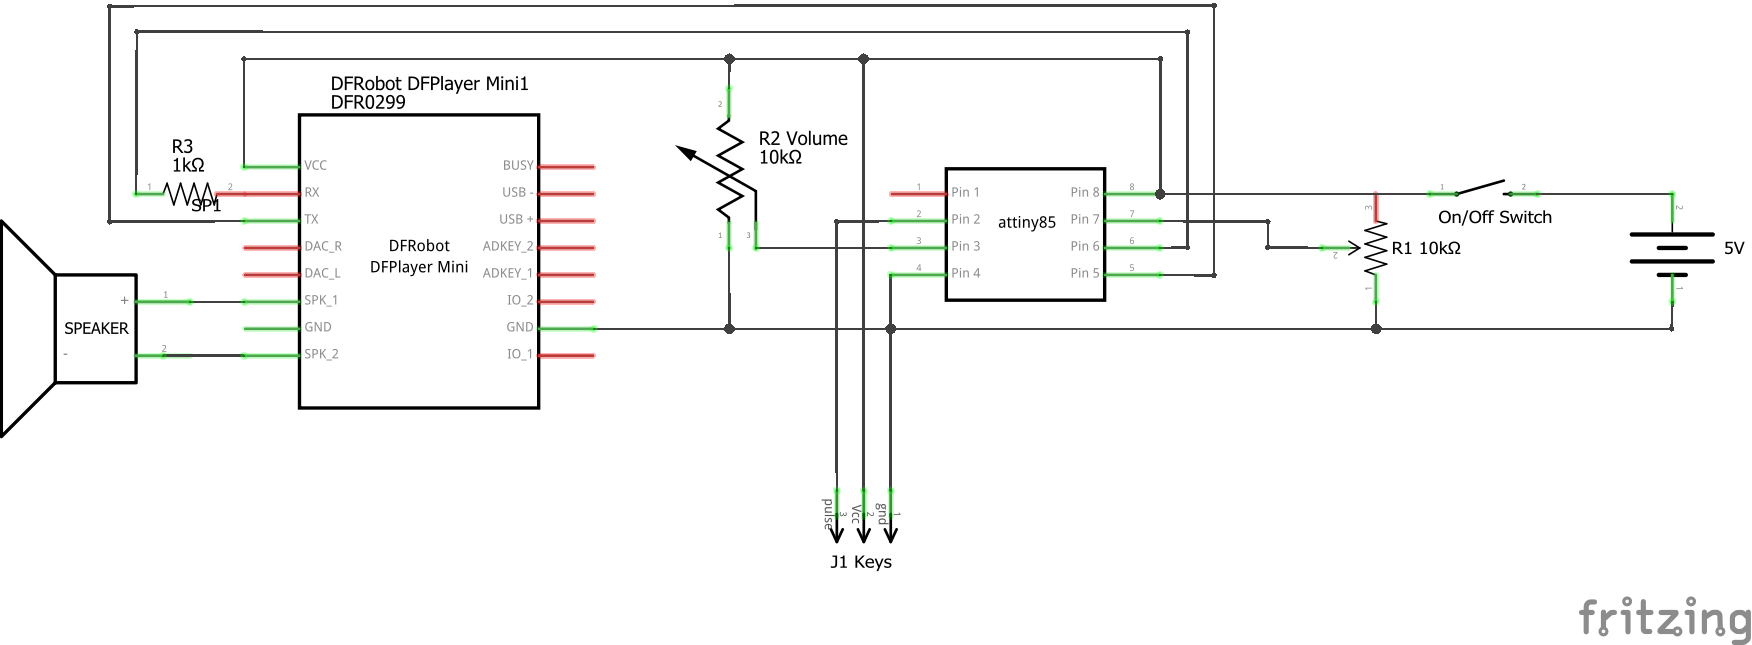 DFRobot DFPlayer Mini1
DFR0299
R3
1kΩ
1
2
SP1
VCC
RX
TX
DAC_R
DAC_L
SPK_1
GND
SPK_2
DFRobot
DFPlayer Mini
BUSY
USB -
USB +
ADKEY_2
ADKEY_1
IO_2
GND
IO_1
SPEAKER
+
-
1
2
2
R2 Volume
10kΩ
1
3
1
2
3
4
Pin 1
Pin 2
Pin 3
Pin 4
attiny85
Pin 8
Pin 7
Pin 6
Pin 5
8
7
6
5
3
2
R1 10kΩ
1
1
2
On/Off Switch
2
5V
1
pulse
3
Vcc
2
gnd
1
J1 Keys
fritzing